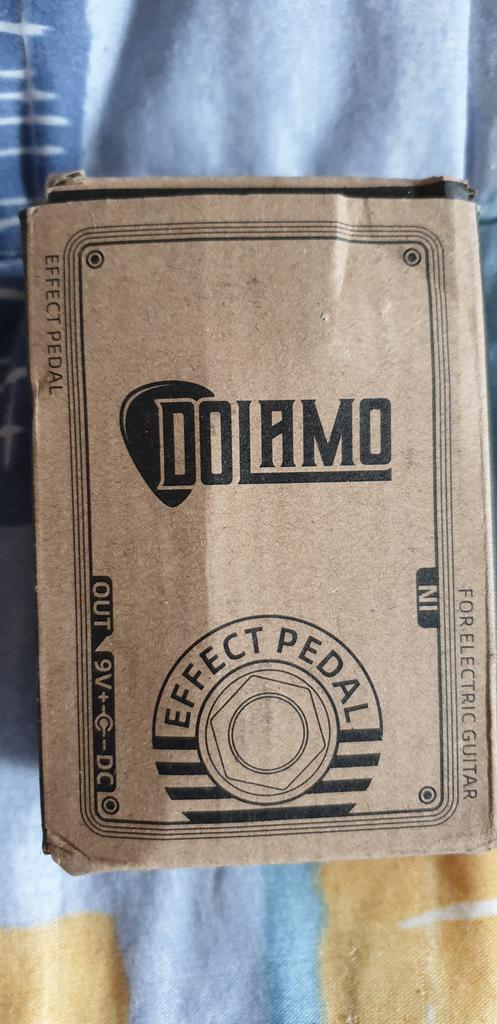 EFFECT PEDAL
DOLAMO
IN
OUT
9V + - DC
EFFECT PEDAL
FOR ELECTRIC GUITAR